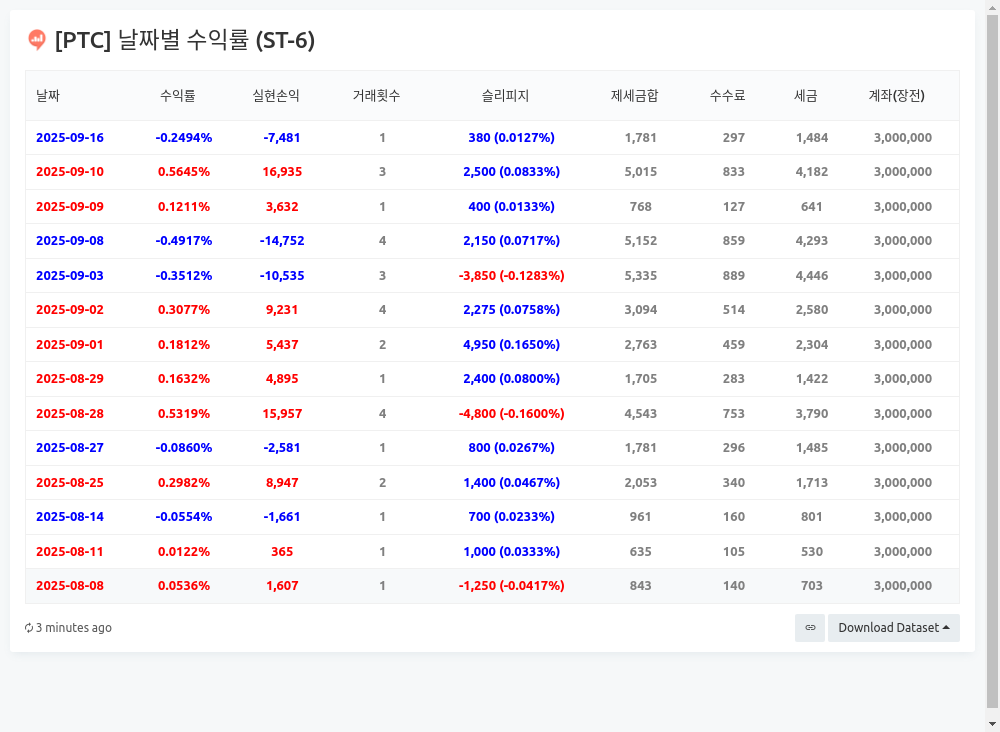 [PTC] 날짜별 수익률 (ST-6)
날짜 수익률 실현손익 거래횟수 슬리피지 제세금합 수수료 세금 계좌(장전)
2025-09-16 -0.2494% -7,481 1 380 (0.0127%) 1,781 297 1,484 3,000,000
2025-09-10 0.5645% 16,935 3 2,500 (0.0833%) 5,015 833 4,182 3,000,000
2025-09-09 0.1211% 3,632 1 400 (0.0133%) 768 127 641 3,000,000
2025-09-08 -0.4917% -14,752 4 2,150 (0.0717%) 5,152 859 4,293 3,000,000
2025-09-03 -0.3512% -10,535 3 -3,850 (-0.1283%) 5,335 889 4,446 3,000,000
2025-09-02 0.3077% 9,231 4 2,275 (0.0758%) 3,094 514 2,580 3,000,000
2025-09-01 0.1812% 5,437 2 4,950 (0.1650%) 2,763 459 2,304 3,000,000
2025-08-29 0.1632% 4,895 1 2,400 (0.0800%) 1,705 283 1,422 3,000,000
2025-08-28 0.5319% 15,957 4 -4,800 (-0.1600%) 4,543 753 3,790 3,000,000
2025-08-27 -0.0860% -2,581 1 800 (0.0267%) 1,781 296 1,485 3,000,000
2025-08-25 0.2982% 8,947 2 1,400 (0.0467%) 2,053 340 1,713 3,000,000
2025-08-14 -0.0554% -1,661 1 700 (0.0233%) 961 160 801 3,000,000
2025-08-11 0.0122% 365 1 1,000 (0.0333%) 635 105 530 3,000,000
2025-08-08 0.0536% 1,607 1 -1,250 (-0.0417%) 843 140 703 3,000,000
3 minutes ago Download Dataset